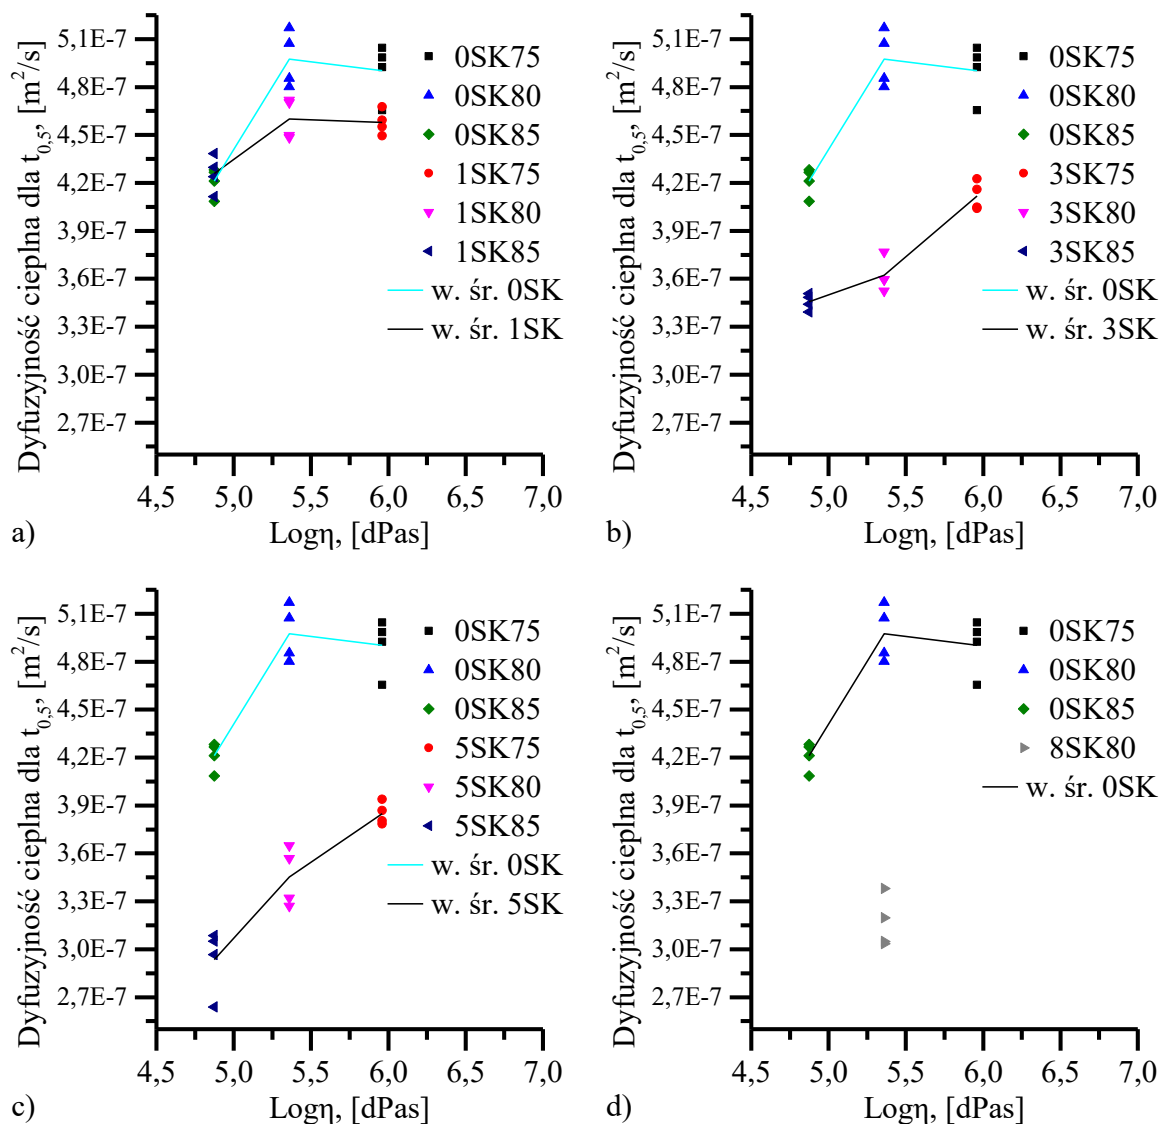 Dyfuzyjność cieplna dla t0,5, [m2/s]
5,1E-7
4,8E-7
4,5E-7
4,2E-7
3,9E-7
3,6E-7
3,3E-7
3,0E-7
2,7E-7
0SK75
0SK80
0SK85
1SK75
1SK80
1SK85
w. śr. 0SK
w. śr. 1SK
4,5 5,0 5,5 6,0 6,5 7,0
a) Logη, [dPas]
Dyfuzyjność cieplna dla t0,5, [m2/s]
5,1E-7
4,8E-7
4,5E-7
4,2E-7
3,9E-7
3,6E-7
3,3E-7
3,0E-7
2,7E-7
0SK75
0SK80
0SK85
3SK75
3SK80
3SK85
w. śr. 0SK
w. śr. 3SK
4,5 5,0 5,5 6,0 6,5 7,0
b) Logη, [dPas]
Dyfuzyjność cieplna dla t0,5, [m2/s]
5,1E-7
4,8E-7
4,5E-7
4,2E-7
3,9E-7
3,6E-7
3,3E-7
3,0E-7
2,7E-7
0SK75
0SK80
0SK85
5SK75
5SK80
5SK85
w. śr. 0SK
w. śr. 5SK
4,5 5,0 5,5 6,0 6,5 7,0
c) Logη, [dPas]
Dyfuzyjność cieplna dla t0,5, [m2/s]
5,1E-7
4,8E-7
4,5E-7
4,2E-7
3,9E-7
3,6E-7
3,3E-7
3,0E-7
2,7E-7
0SK75
0SK80
0SK85
8SK80
w. śr. 0SK
4,5 5,0 5,5 6,0 6,5 7,0
d) Logη, [dPas]